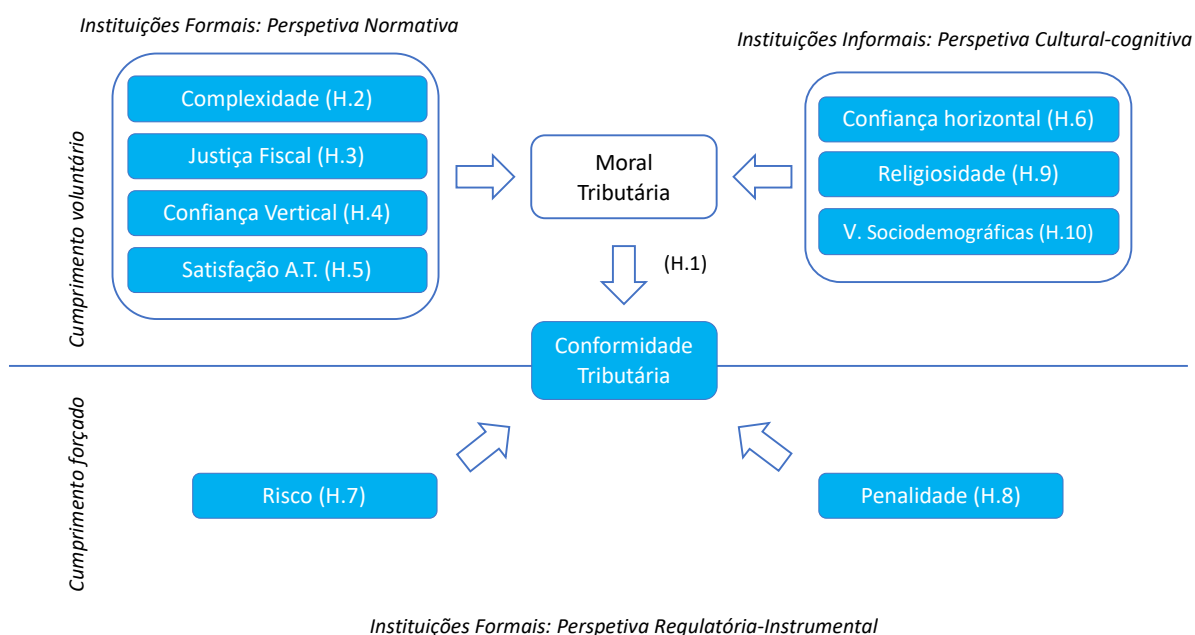 Instituições Formais: Perspetiva Normativa
Instituições Informais: Perspetiva Cultural-cognitiva
Cumprimento voluntário
Complexidade (H.2)
Justiça Fiscal (H.3)
Confiança Vertical (H.4)
Satisfação A.T. (H.5)
Moral
Tributária
Confiança horizontal (H.6)
Religiosidade (H.9)
V. Sociodemográficas (H.10)
(H.1)
Conformidade
Tributária
Cumprimento forçado
Risco (H.7)
Penalidade (H.8)
Instituições Formais: Perspetiva Regulatória-Instrumental